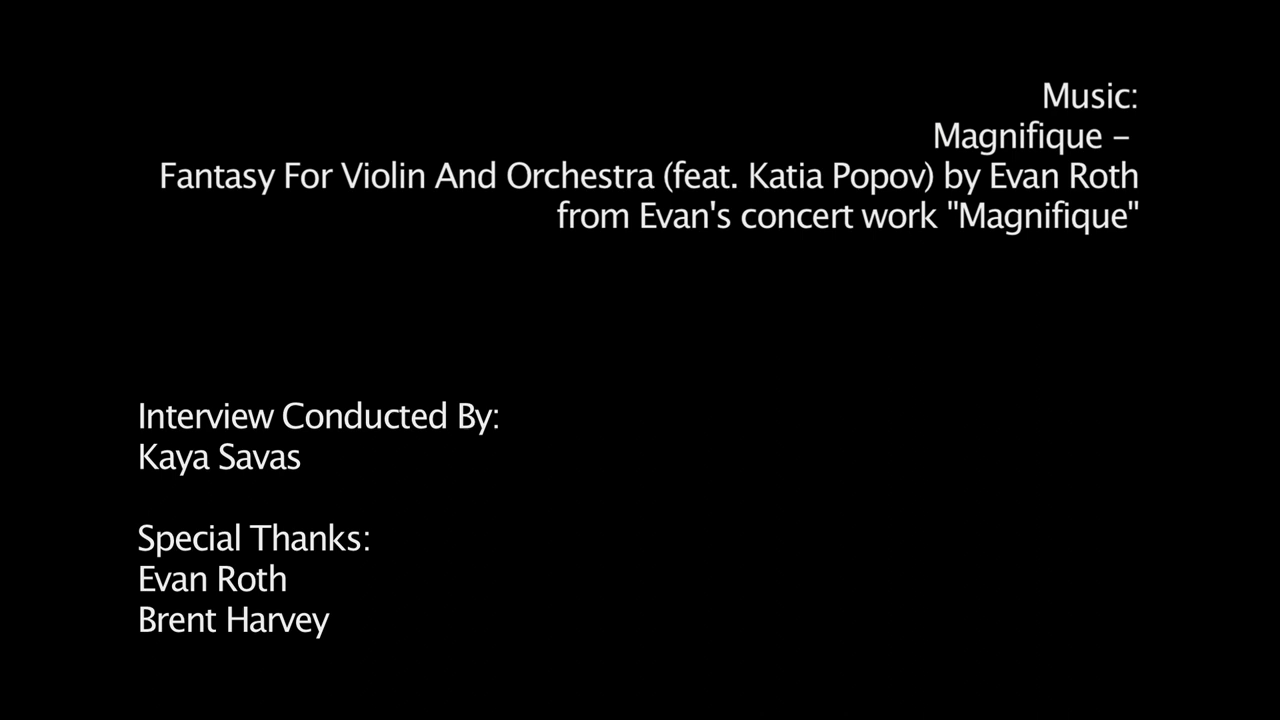 Music:
Magnifique –
Fantasy For Violin And Orchestra (feat. Katia Popov) by Evan Roth
from Evan's concert work "Magnifique"
Interview Conducted By:
Kaya Savas
Special Thanks:
Evan Roth
Brent Harvey